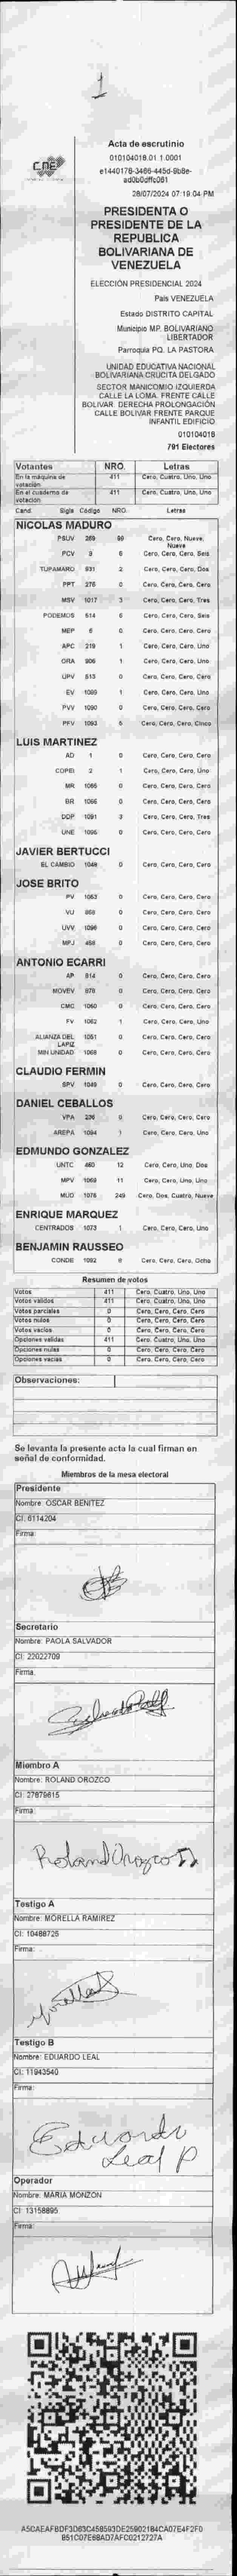 1
CNE
Acta de escrutinio
010104018.01.1.0001
e1440178-3466-445d-9b8e-
ad0b0dffc061
28/07/2024 07:19:04 PM
PRESIDENTA O
PRESIDENTE DE LA
REPUBLICA
BOLIVARIANA DE
VENEZUELA
ELECCIÓN PRESIDENCIAL 2024
País VENEZUELA
Estado DISTRITO CAPITAL
Municipio MP. BOLIVARIANO
LIBERTADOR
Parroquia PQ. LA PASTORA
UNIDAD EDUCATIVA NACIONAL
BOLIVARIANA CRUCITA DELGADO
SECTOR MANICOMIO IZQUIERDA
CALLE LA LOMA. FRENTE CALLE
BOLIVAR DERECHA PROLONGACIÓN
CALLE BOLIVAR FRENTE PARQUE
INFANTIL EDIFICIO
010104018
791 Electores
Votantes NRO. Letras
En la máquina de votación 411 Cero, Cuatro, Uno, Uno
En el cuaderno de votación 411 Cero, Cuatro, Uno, Uno
Cand. Sigla Código NRO. Letras
NICOLAS MADURO
PSUV 269 99 Cero, Cero, Nueve, Nueve
PCV 9 6 Cero, Cero, Cero, Seis
TUPAMARO 631 2 Cero, Cero, Cero, Dos
PPT 276 0 Cero, Cero, Cero, Cero
MSV 1017 3 Cero, Cero, Cero, Tres
PODEMOS 514 6 Cero, Cero, Cero, Seis
MEP 6 0 Cero, Cero, Cero, Cero
APC 219 1 Cero, Cero, Cero, Uno
ORA 906 1 Cero, Cero, Cero, Uno
UPV 513 0 Cero, Cero, Cero, Cero
EV 1089 1 Cero, Cero, Cero, Uno
PVV 1090 0 Cero, Cero, Cero, Cero
PFV 1093 5 Cero, Cero, Cero, Cinco
LUIS MARTINEZ
AD 1 0 Cero, Cero, Cero, Cero
COPEI 2 1 Cero, Cero, Cero, Uno
MR 1085 0 Cero, Cero, Cero, Cero
BR 1066 0 Cero, Cero, Cero, Cero
DDP 1091 3 Cero, Cero, Cero, Tres
UNE 1095 0 Cero, Cero, Cero, Cero
JAVIER BERTUCCI
EL CAMBIO 1048 0 Cero, Cero, Cero, Cero
JOSE BRITO
PV 1053 0 Cero, Cero, Cero, Cero
VU 868 0 Cero, Cero, Cero, Cero
UVV 1096 0 Cero, Cero, Cero, Cero
MPJ 458 0 Cero, Cero, Cero, Cero
ANTONIO ECARRI
AP 914 0 Cero, Cero, Cero, Cero
MOVEV 979 0 Cero, Cero, Cero, Cero
CMC 1060 0 Cero, Cero, Cero, Cero
FV 1062 1 Cero, Cero, Cero, Uno
ALIANZA DEL LAPIZ 1051 0 Cero, Cero, Cero, Cero
MIN UNIDAD 1068 0 Cero, Cero, Cero, Cero
CLAUDIO FERMIN
SPV 1049 0 Cero, Cero, Cero, Cero
DANIEL CEBALLOS
VPA 236 0 Cero, Cero, Cero, Cero
AREPA 1094 1 Cero, Cero, Cero, Uno
EDMUNDO GONZALEZ
UNTC 460 12 Cero, Cero, Uno, Dos
MPV 1069 11 Cero, Cero, Uno, Uno
MUD 1076 249 Cero, Dos, Cuatro, Nueve
ENRIQUE MARQUEZ
CENTRADOS 1073 1 Cero, Cero, Cero, Uno
BENJAMIN RAUSSEO
CONDE 1092 8 Cero, Cero, Cero, Ocho
Resumen de votos
Votos 411 Cero, Cuatro, Uno, Uno
Votos válidos 411 Cero, Cuatro, Uno, Uno
Votos parciales 0 Cero, Cero, Cero, Cero
Votos nulos 0 Cero, Cero, Cero, Cero
Votos vacíos 0 Cero, Cero, Cero, Cero
Opciones válidas 411 Cero, Cuatro, Uno, Uno
Opciones nulas 0 Cero, Cero, Cero, Cero
Opciones vacías 0 Cero, Cero, Cero, Cero
Observaciones:
Se levanta la presente acta la cual firman en
señal de conformidad.
Miembros de la mesa electoral
Presidente
Nombre: OSCAR BENITEZ
CI: 6114204
Firma:
Secretario
Nombre: PAOLA SALVADOR
CI: 22022709
Firma:
Miembro A
Nombre: ROLAND OROZCO
CI: 27879815
Firma:
Roland Orozco
Testigo A
Nombre: MORELLA RAMIREZ
CI: 10488726
Firma:
Testigo B
Nombre: EDUARDO LEAL
CI: 11943540
Firma:
Eduardo
Leal P
Operador
Nombre: MARIA MONZON
CI: 13158895
Firma:
A5CAEAFBDF3D63C458593DE25902184CA07E4F2F0
B51C07E68AD7AFC0212727A